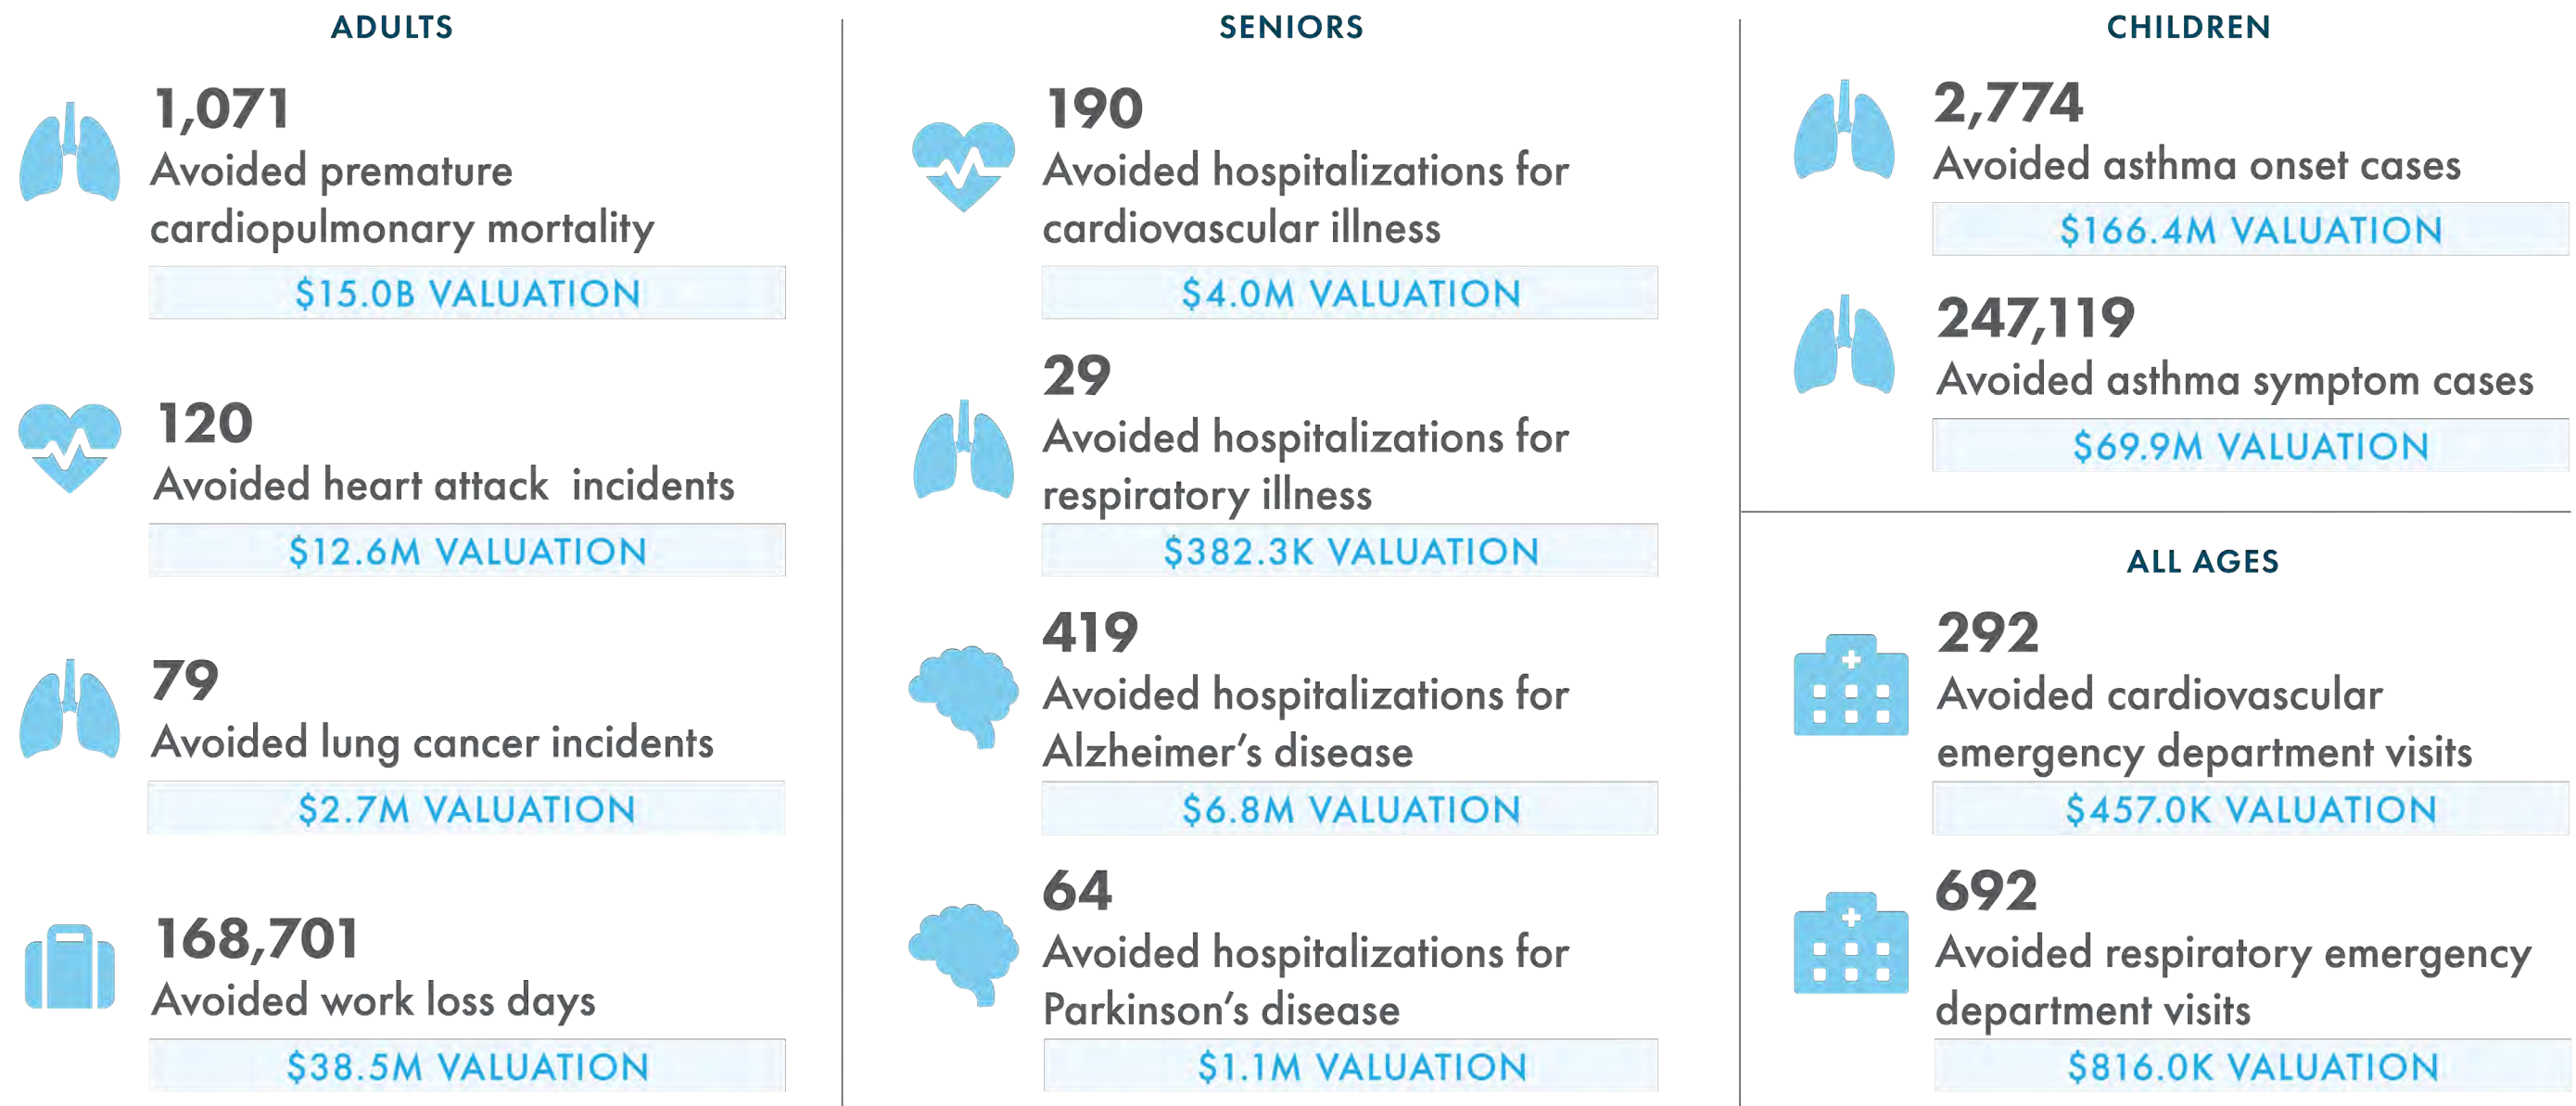 ADULTS
1,071
Avoided premature
cardiopulmonary mortality
$15.0B VALUATION
120
Avoided heart attack  incidents
$12.6M VALUATION
79
Avoided lung cancer incidents
$2.7M VALUATION
168,701
Avoided work loss days
$38.5M VALUATION
SENIORS
190
Avoided hospitalizations for
cardiovascular illness
$4.0M VALUATION
29
Avoided hospitalizations for
respiratory illness
$382.3K VALUATION
419
Avoided hospitalizations for
Alzheimer’s disease
$6.8M VALUATION
64
Avoided hospitalizations for
Parkinson’s disease
$1.1M VALUATION
CHILDREN
2,774
Avoided asthma onset cases
$166.4M VALUATION
247,119
Avoided asthma symptom cases
$69.9M VALUATION
ALL AGES
292
Avoided cardiovascular
emergency department visits
$457.0K VALUATION
692
Avoided respiratory emergency
department visits
$816.0K VALUATION